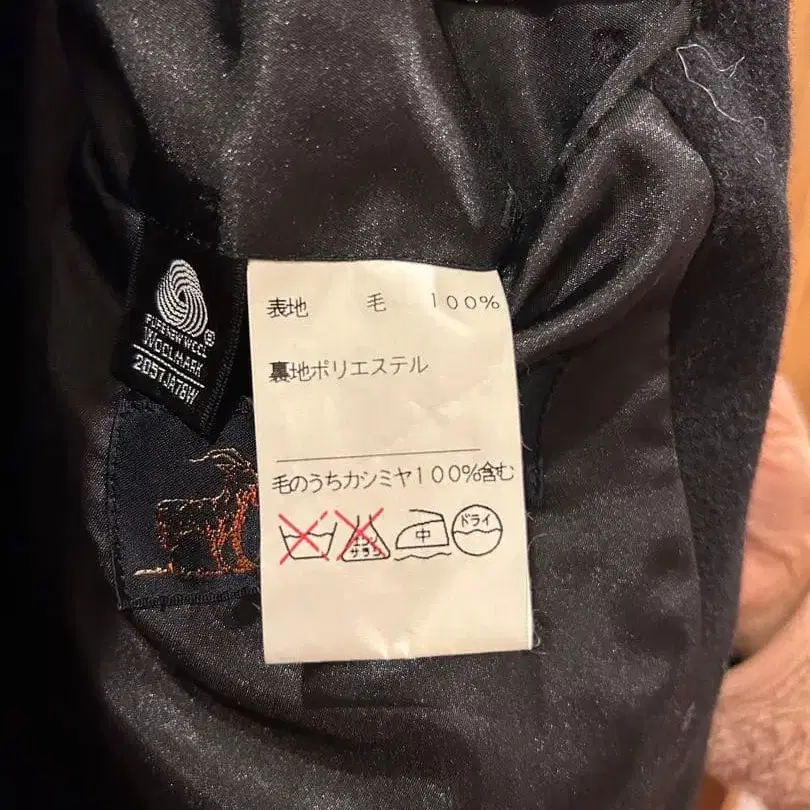 表地 毛 100%
裏地ポリエステル
毛のうちカシミヤ100%含む
エンソ
サラシ
中
ドライ
PURE NEW WOOL
WOOLMARK
205TJA76W